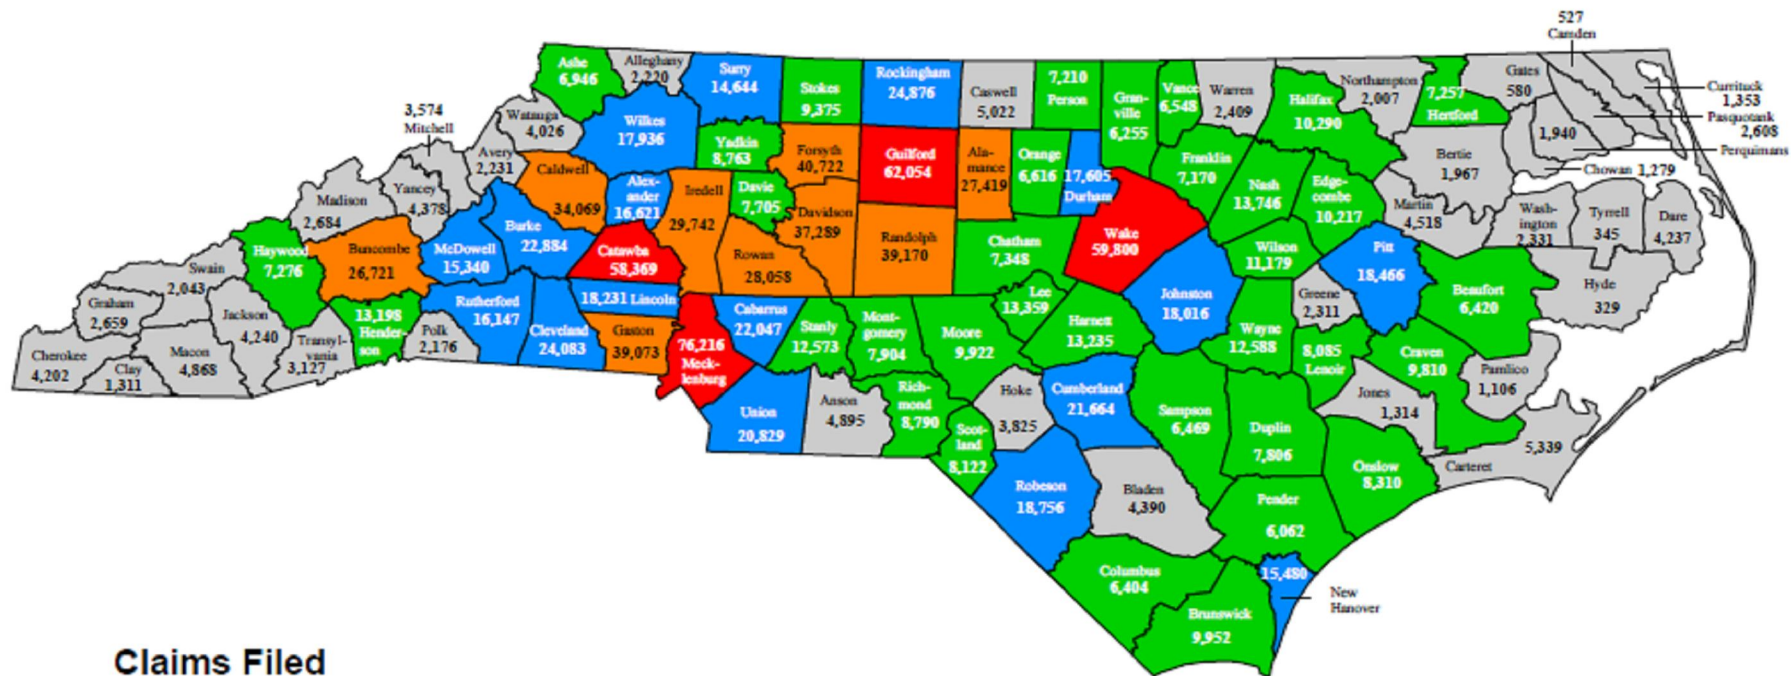 527
Camden
Ashe
6,946
Alleghany
2,220
Surry
14,644
Stokes
9,375
Rockingham
24,876
Caswell
5,022
7,210
Person
Gran-
ville
6,255
Vance
6,548
Warren
2,409
Halifax
10,290
Northampton
2,007
7,257
Hertford
Gates
580
Currituck
1,353
Pasquotank
2,608
1,940
Perquimans
Chowan 1,279
3,574
Mitchell
Watauga
4,026
Wilkes
17,936
Yadkin
8,763
Forsyth
40,722
Guilford
62,054
Ala-
mance
27,419
Orange
6,616
17,605
Durham
Franklin
7,170
Nash
13,746
Edge-
combe
10,217
Bertie
1,967
Martin
4,518
Wash-
ington
2,331
Tyrrell
345
Dare
4,237
Avery
2,231
Caldwell
34,069
Alex-
ander
16,621
Iredell
29,742
Davie
7,705
Davidson
37,289
Randolph
39,170
Chatham
7,348
Wake
59,800
Wilson
11,179
Pitt
18,466
Beaufort
6,420
Hyde
329
Madison
2,684
Yancey
4,378
Burke
22,884
McDowell
15,340
Catawba
58,369
Rowan
28,058
Haywood
7,276
Buncombe
26,721
Swain
2,043
Graham
2,659
Jackson
4,240
Cherokee
4,202
Clay
1,311
Macon
4,868
Transyl-
vania
3,127
13,198
Hender-
son
Polk
2,176
Rutherford
16,147
Cleveland
24,083
18,231 Lincoln
Gaston
39,073
76,216
Meck-
lenburg
Cabarrus
22,047
Stanly
12,573
Mont-
gomery
7,904
Moore
9,922
Lee
13,359
Harnett
13,235
Johnston
18,016
Wayne
12,588
Greene
2,311
8,085
Lenoir
Craven
9,810
Pamlico
1,106
Jones
1,314
5,339
Carteret
Union
20,829
Anson
4,895
Rich-
mond
8,790
Scot-
land
8,122
Hoke
3,825
Cumberland
21,664
Sampson
6,469
Duplin
7,806
Onslow
8,310
Robeson
18,756
Bladen
4,390
Pender
6,062
Columbus
6,404
Brunswick
9,952
15,480
New
Hanover
Claims Filed